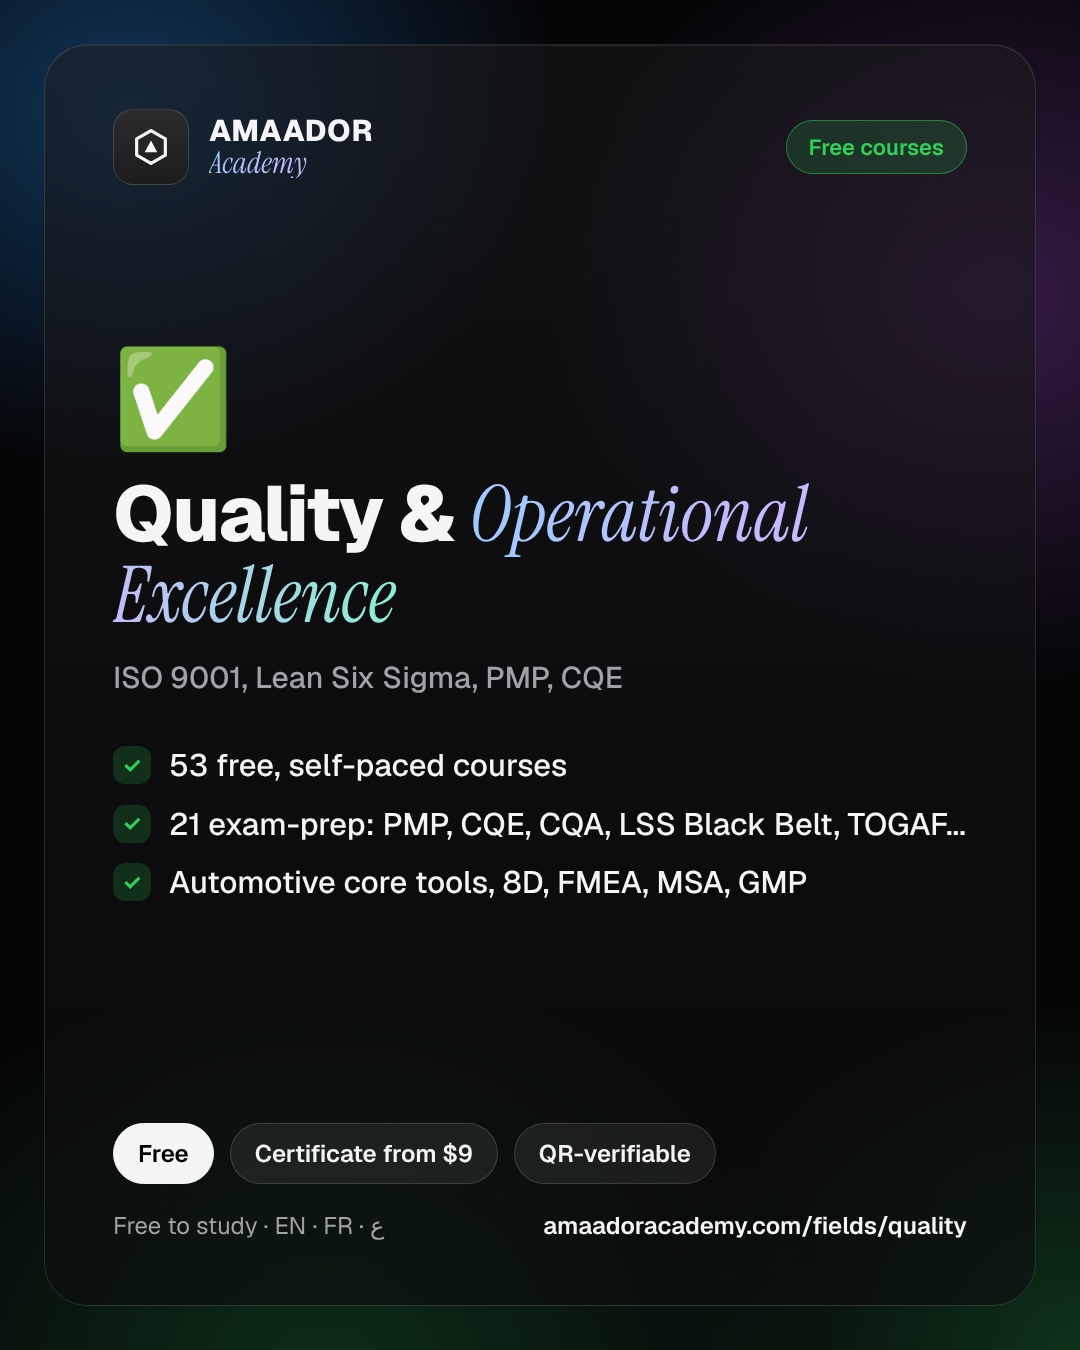 AMAADOR
Academy
Free courses
Quality & Operational
Excellence
ISO 9001, Lean Six Sigma, PMP, CQE
53 free, self-paced courses
21 exam-prep: PMP, CQE, CQA, LSS Black Belt, TOGAF...
Automotive core tools, 8D, FMEA, MSA, GMP
Free
Certificate from $9
QR-verifiable
Free to study · EN · FR · ع
amaadoracademy.com/fields/quality